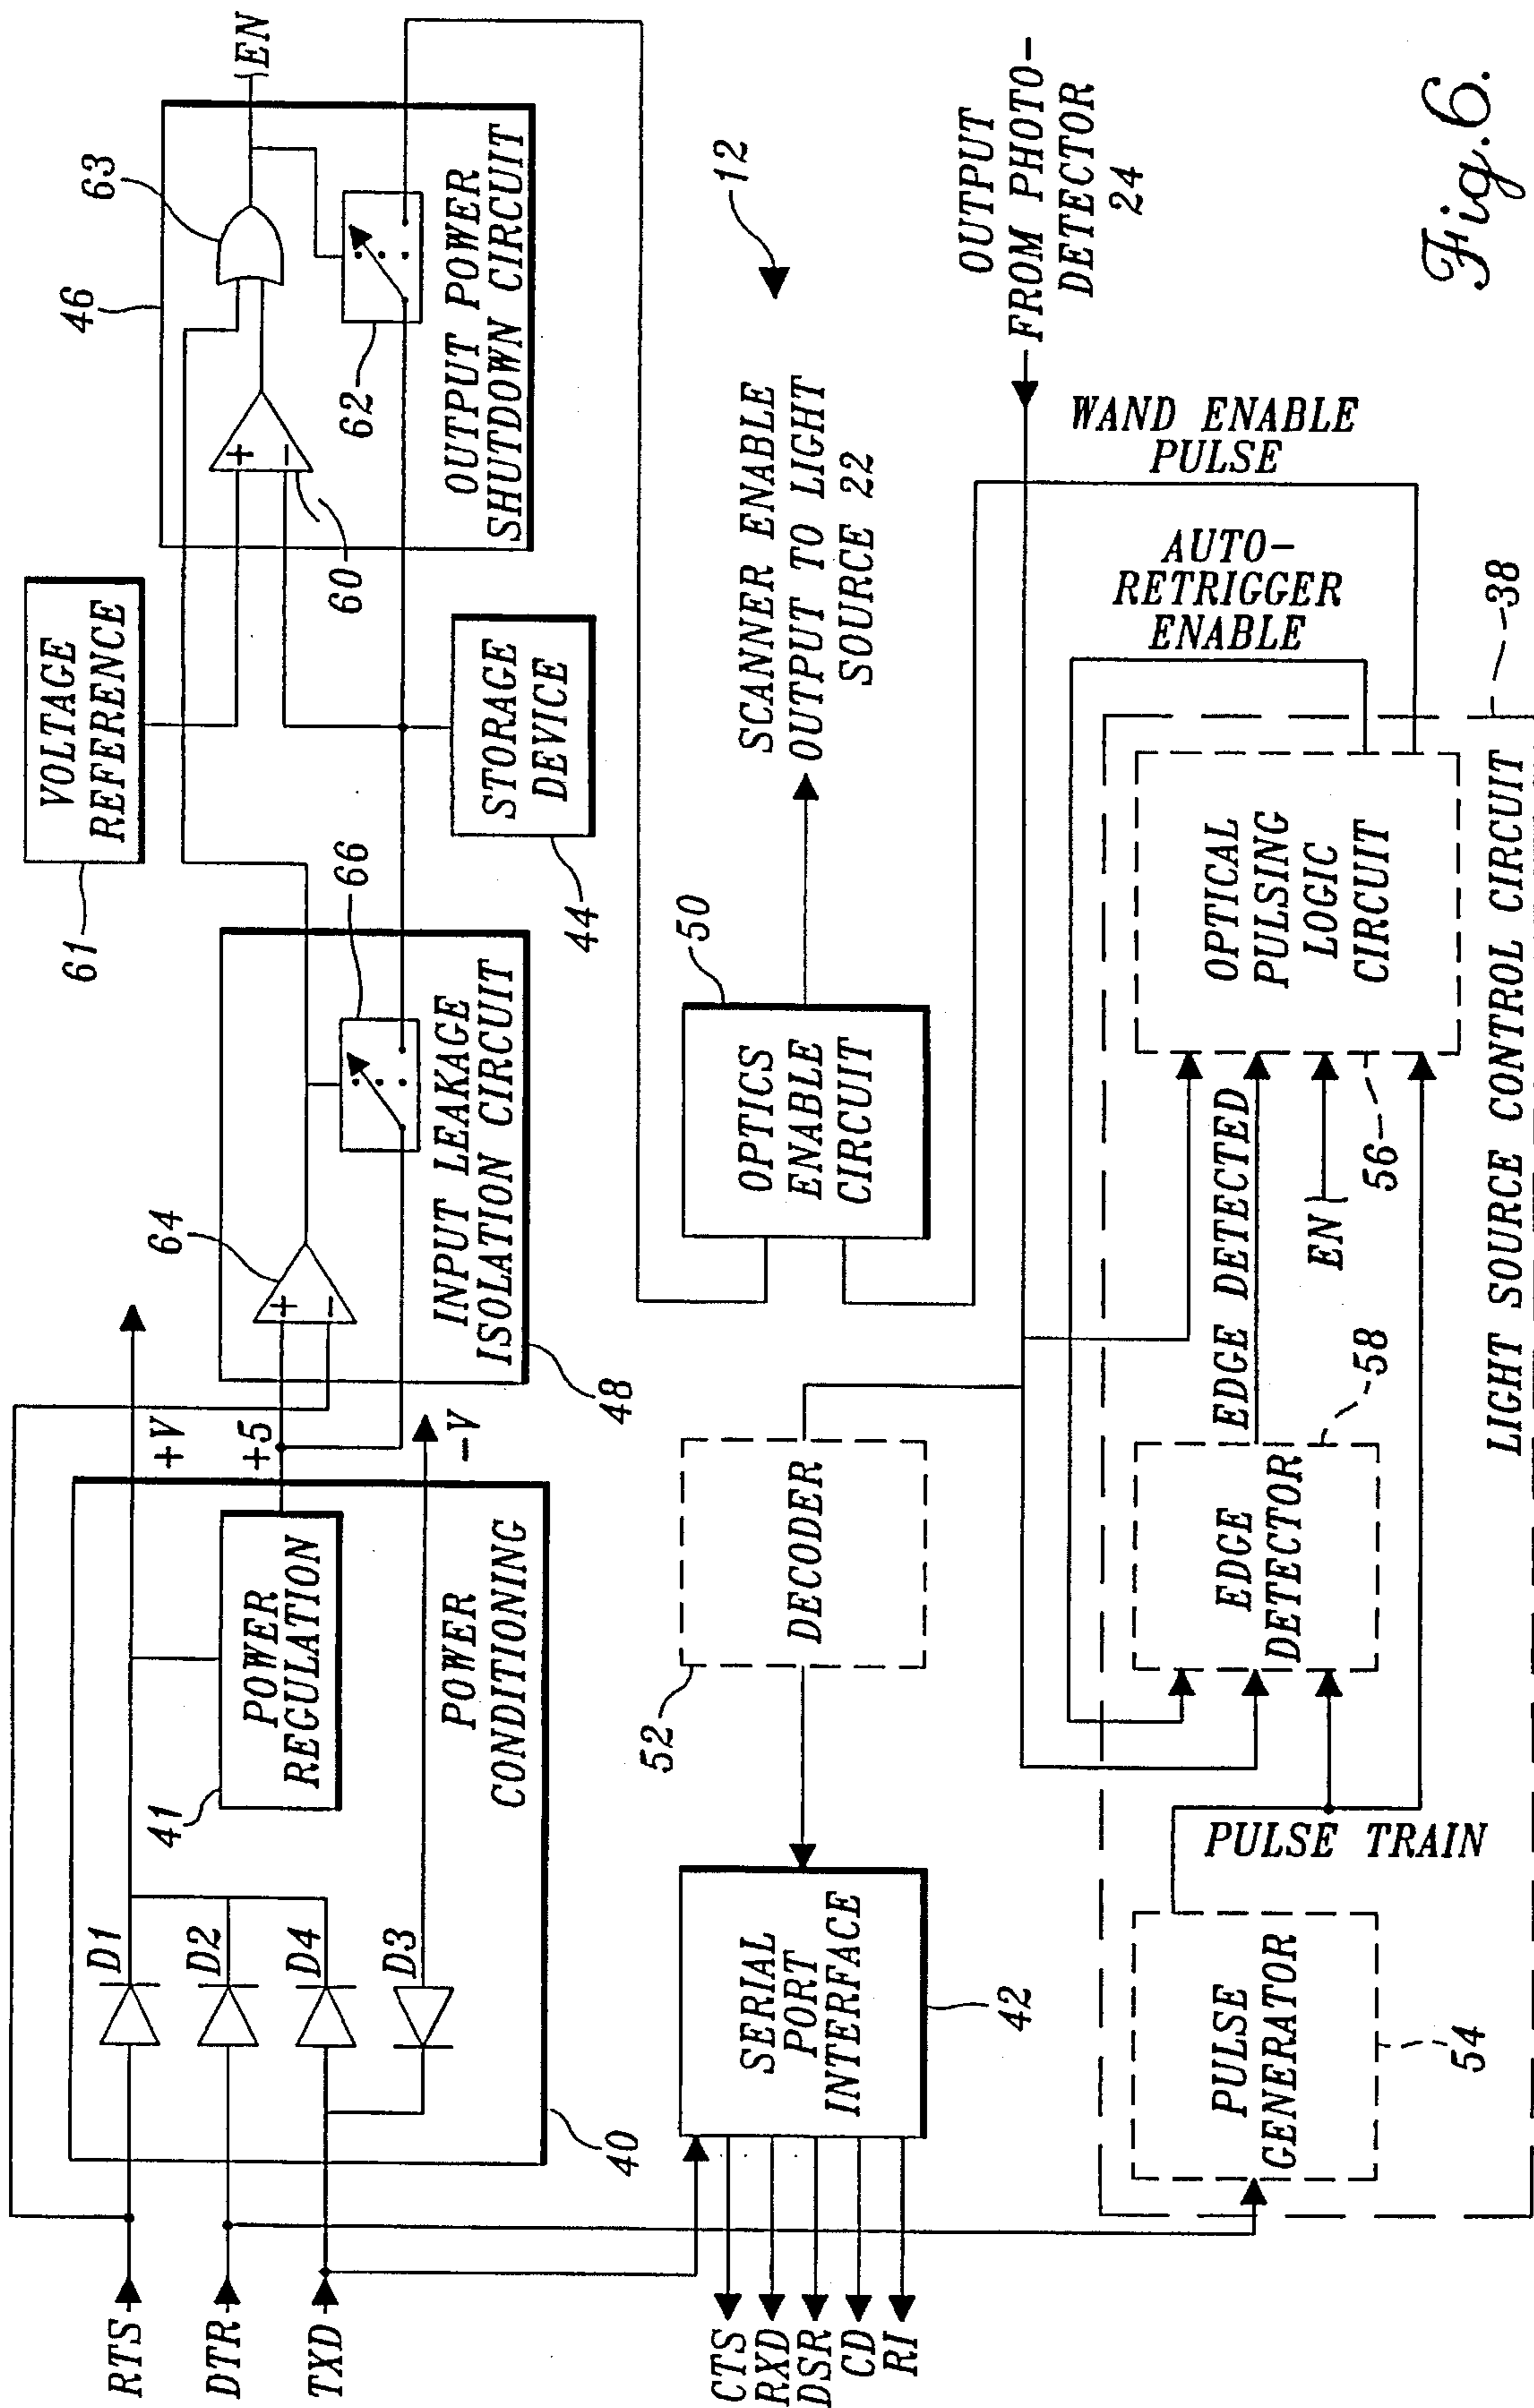 RTS
DTR
TXD
D1
D2
D4
D3
41
POWER
REGULATION
POWER
CONDITIONING
40
+V
+5
-V
64
+
-
66
INPUT LEAKAGE
ISOLATION CIRCUIT
48
61
VOLTAGE
REFERENCE
STORAGE
DEVICE
44
46
63
+
-
60
62
OUTPUT POWER
SHUTDOWN CIRCUIT
EN
CTS
RXD
DSR
CD
RI
SERIAL
PORT
INTERFACE
42
52
DECODER
50
OPTICS
ENABLE
CIRCUIT
SCANNER ENABLE
OUTPUT TO LIGHT
SOURCE 22
12
OUTPUT
FROM PHOTO-
DETECTOR
24
WAND ENABLE
PULSE
AUTO-
RETRIGGER
ENABLE
PULSE
GENERATOR
54
PULSE TRAIN
EDGE
DETECTOR
58
EDGE DETECTED
EN
56
OPTICAL
PULSING
LOGIC
CIRCUIT
38
LIGHT SOURCE CONTROL CIRCUIT
Fig. 6.